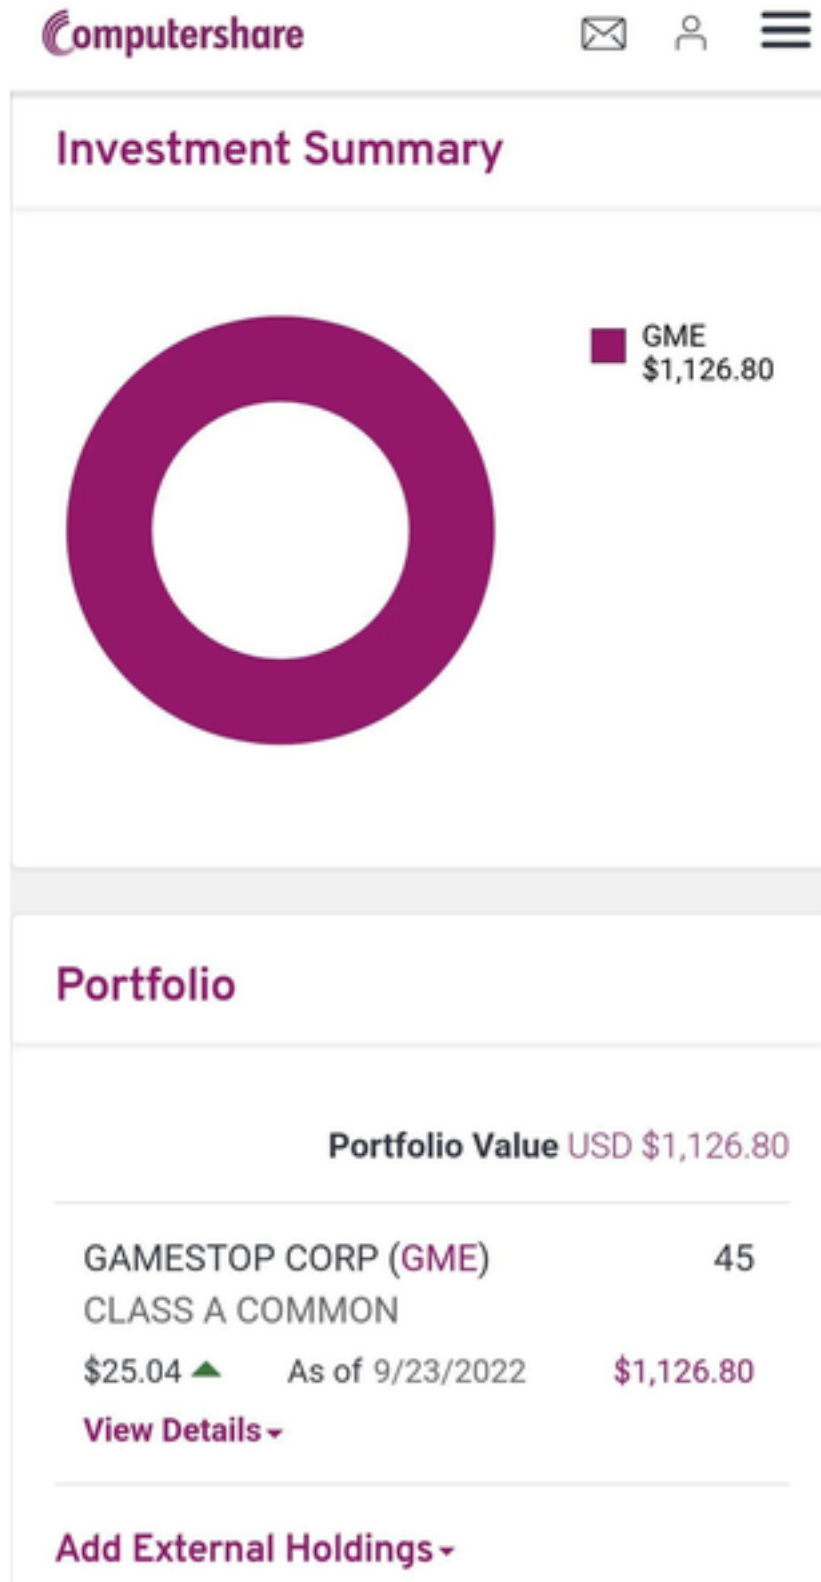 Computershare
Investment Summary
GME
$1,126.80
Portfolio
Portfolio Value USD $1,126.80
GAMESTOP CORP (GME) 45
CLASS A COMMON
$25.04 As of 9/23/2022 $1,126.80
View Details
Add External Holdings